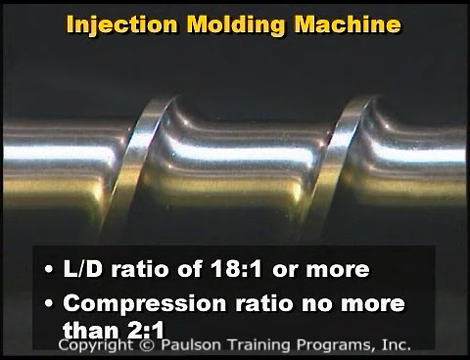 Injection Molding Machine
• L/D ratio of 18:1 or more
• Compression ratio no more
than 2:1
Copyright © Paulson Training Programs, Inc.